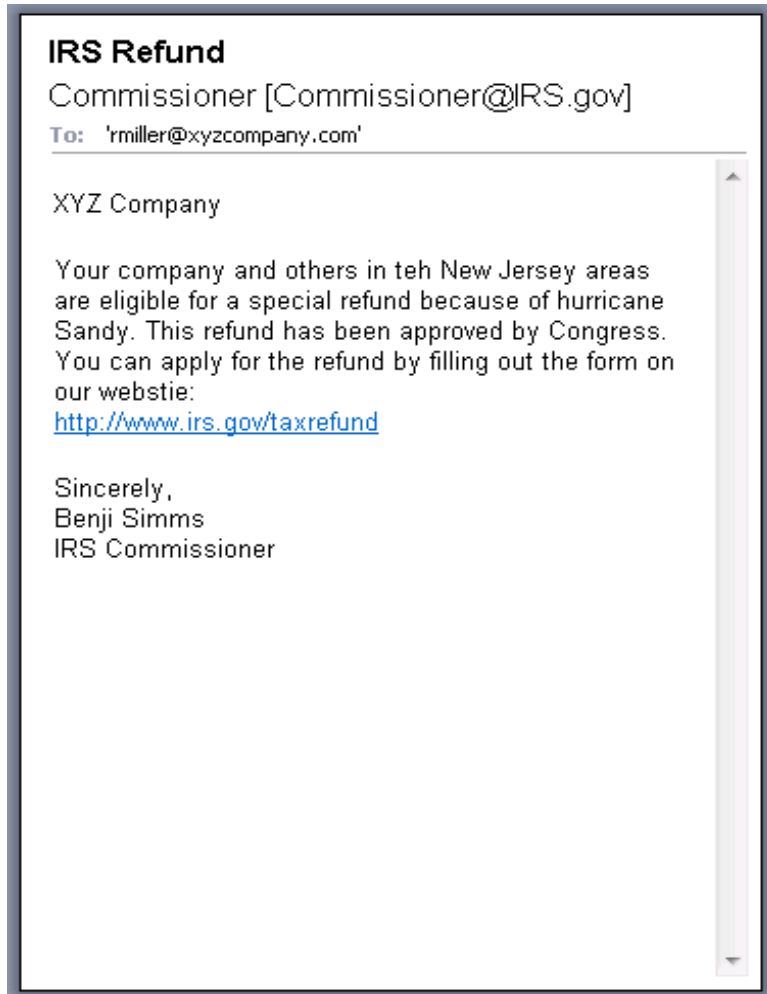 IRS Refund
Commissioner [Commissioner@IRS.gov]
To: 'rmiller@xyzcompany.com'
XYZ Company
Your company and others in teh New Jersey areas
are eligible for a special refund because of hurricane
Sandy. This refund has been approved by Congress.
You can apply for the refund by filling out the form on
our webstie:
http://www.irs.gov/taxrefund
Sincerely,
Benji Simms
IRS Commissioner